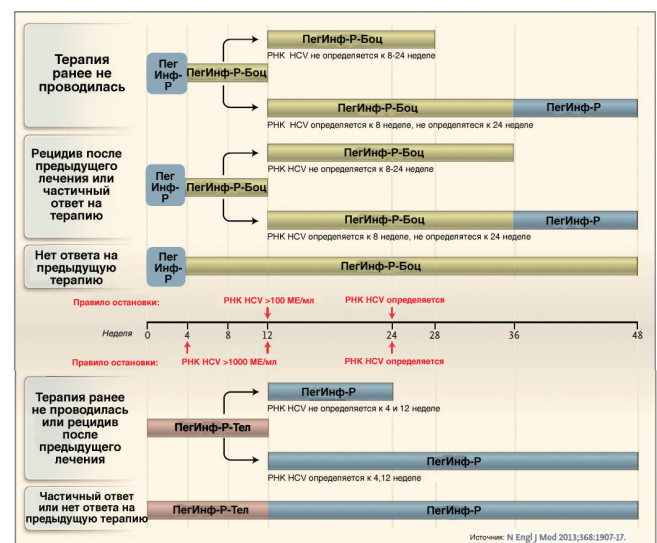 Терапия
ранее не
проводилась
Пег
Инф-
Р
ПегИнф-Р-Боц
ПегИнф-Р-Боц
РНК HCV не определяется к 8-24 неделе
ПегИнф-Р-Боц
ПегИнф-Р
РНК HCV определяется к 8 неделе, не определятеся к 24 неделе
Рецидив после
предыдущего
лечения или
частичный
ответ на
терапию
Пег
Инф-
Р
ПегИнф-Р-Боц
ПегИнф-Р-Боц
РНК HCV не определяется к 8-24 неделе
ПегИнф-Р-Боц
ПегИнф-Р
РНК HCV определяется к 8 неделе, не определятеся к 24 неделе
Нет ответа на
предыдущую
терапию
Пег
Инф-
Р
ПегИнф-Р-Боц
Правило остановки:
РНК HCV >100 МЕ/мл
РНК HCV определяется
Неделя
0 4 8 12 24 28 36 48
Правило остановки:
РНК HCV >1000 МЕ/мл
РНК HCV определяется
Терапия ранее
не проводилась
или рецидив
после
предыдущего
лечения
ПегИнф-Р-Тел
ПегИнф-Р
РНК HCV не определяется к 4 и 12 неделе
ПегИнф-Р
РНК HCV определяется к 4,12 неделе
Частичный ответ
или нет ответа на
предыдущую терапию
ПегИнф-Р-Тел
ПегИнф-Р
Источник: N Engl J Med 2013;368:1907-17.